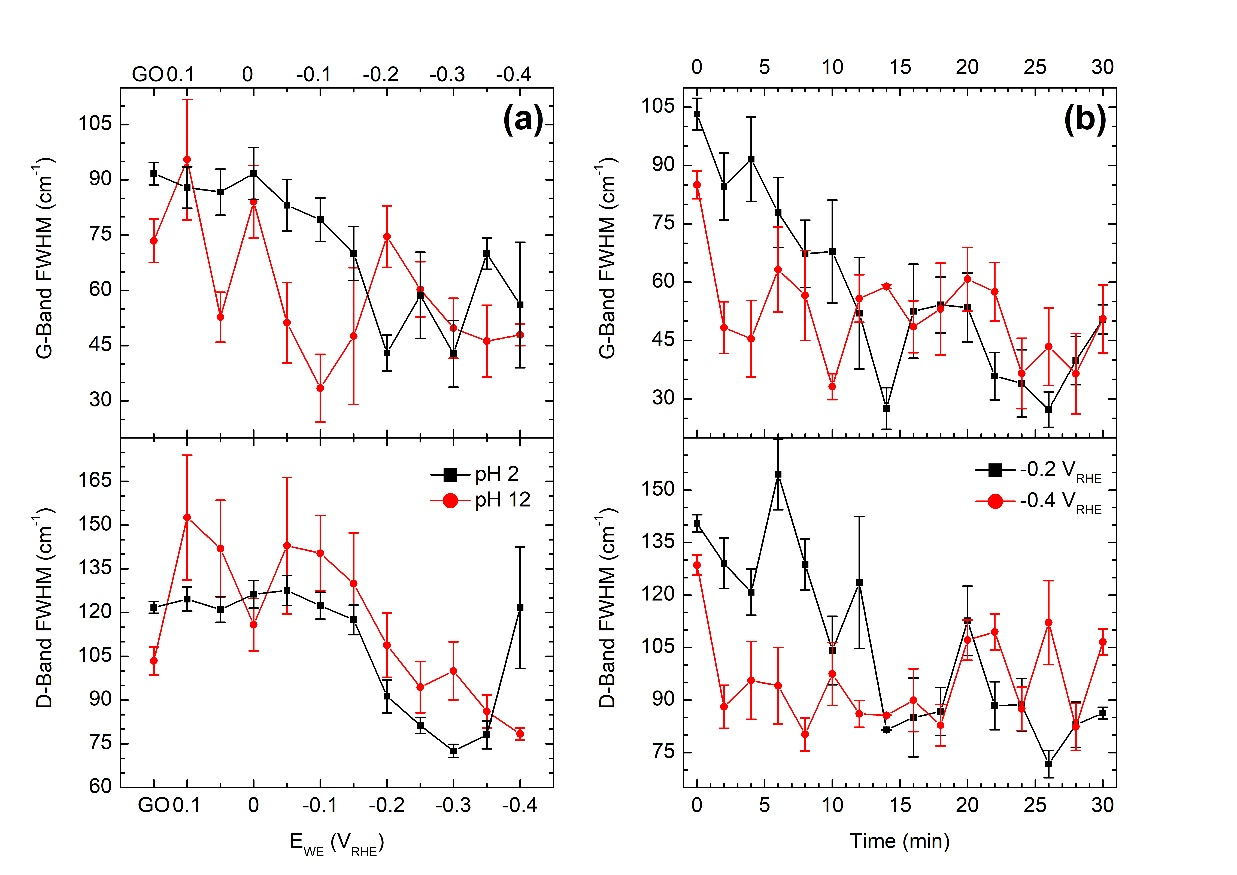 GO 0.1 0 -0.1 -0.2 -0.3 -0.4
0 5 10 15 20 25 30
(a)
105
90
75
60
45
30
G-Band FWHM (cm⁻¹)
(b)
105
90
75
60
45
30
G-Band FWHM (cm⁻¹)
pH 2
pH 12
165
150
135
120
105
90
75
60
D-Band FWHM (cm⁻¹)
-0.2 V_RHE
-0.4 V_RHE
150
135
120
105
90
75
D-Band FWHM (cm⁻¹)
GO 0.1 0 -0.1 -0.2 -0.3 -0.4
E_WE (V_RHE)
0 5 10 15 20 25 30
Time (min)